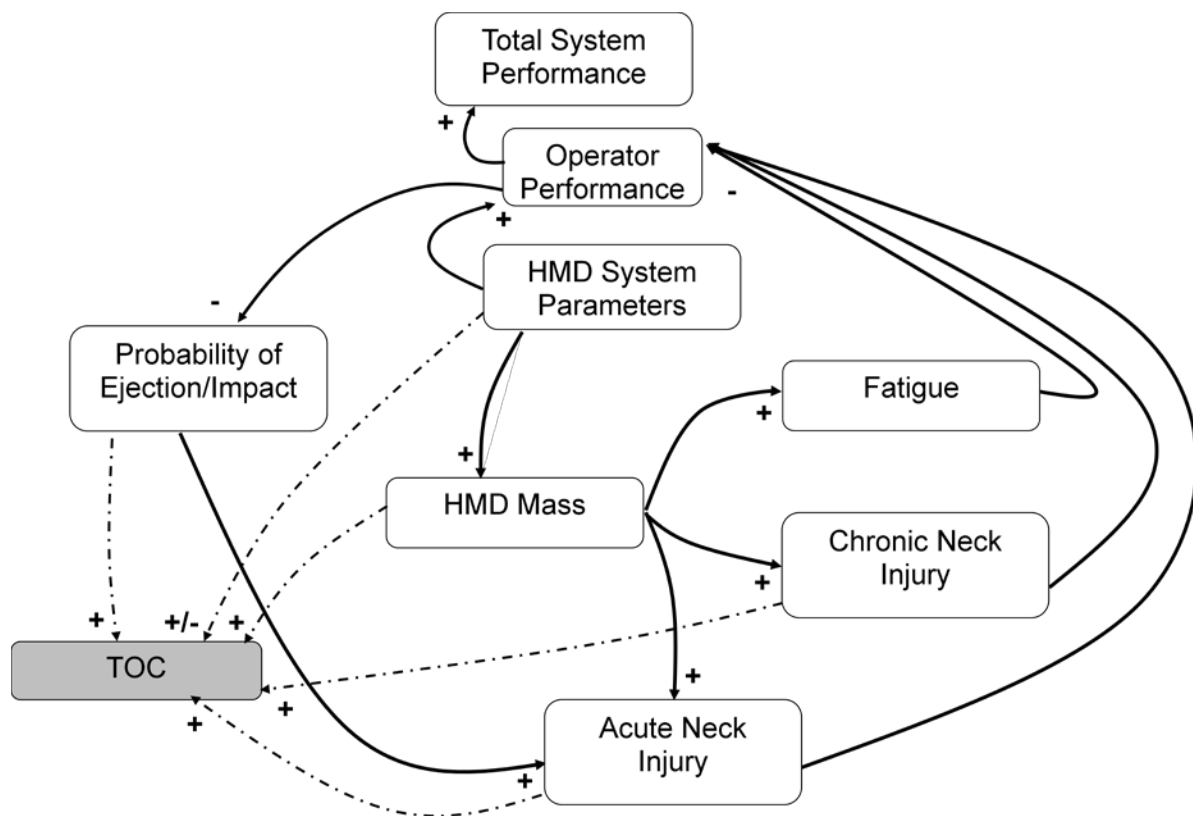 Total System
Performance
+
Operator
Performance
-
+
HMD System
Parameters
-
Probability of
Ejection/Impact
Fatigue
+
+
HMD Mass
Chronic Neck
Injury
+
+
+/-
+
TOC
+
+
+
Acute Neck
Injury
+